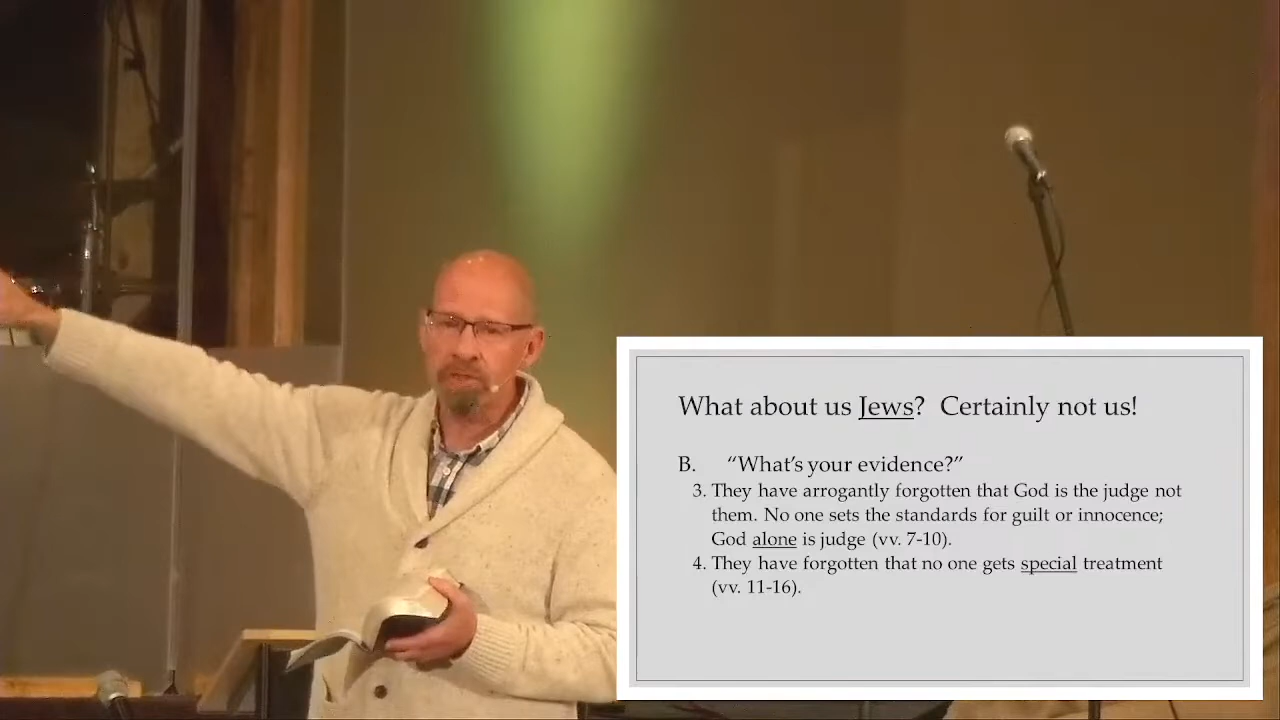 What about us Jews? Certainly not us!
B. “What’s your evidence?”
3. They have arrogantly forgotten that God is the judge not
them. No one sets the standards for guilt or innocence;
God alone is judge (vv. 7-10).
4. They have forgotten that no one gets special treatment
(vv. 11-16).